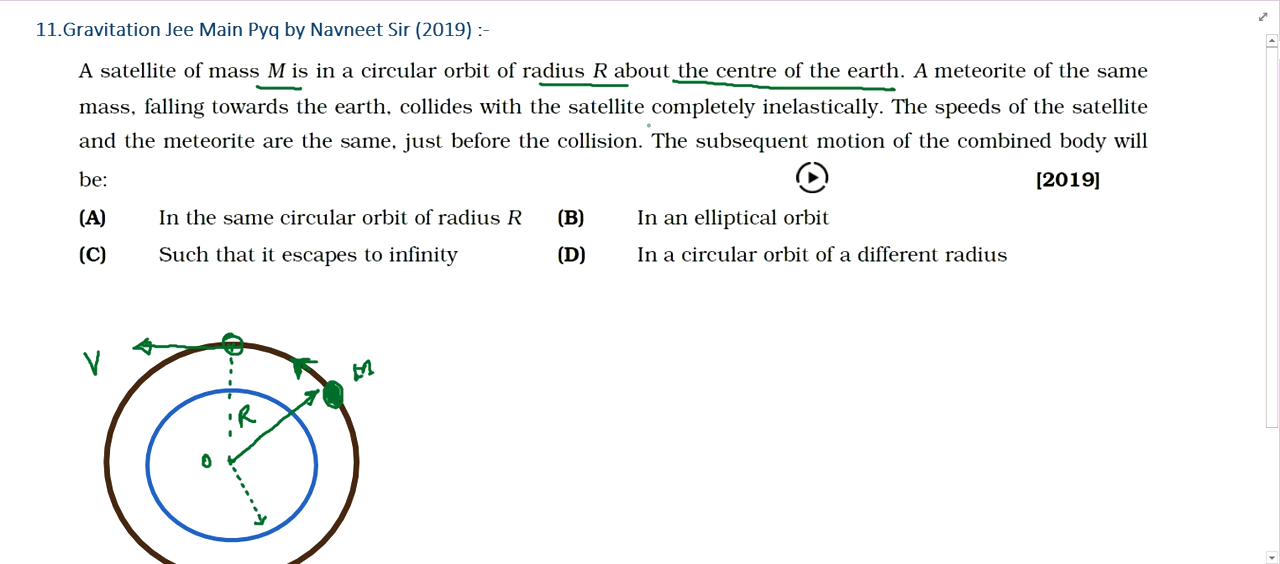 11.Gravitation Jee Main Pyq by Navneet Sir (2019) :-
A satellite of mass M is in a circular orbit of radius R about the centre of the earth. A meteorite of the same
mass, falling towards the earth, collides with the satellite completely inelastically. The speeds of the satellite
and the meteorite are the same, just before the collision. The subsequent motion of the combined body will
be: [2019]
(A) In the same circular orbit of radius R (B) In an elliptical orbit
(C) Such that it escapes to infinity (D) In a circular orbit of a different radius
V
M
R
O